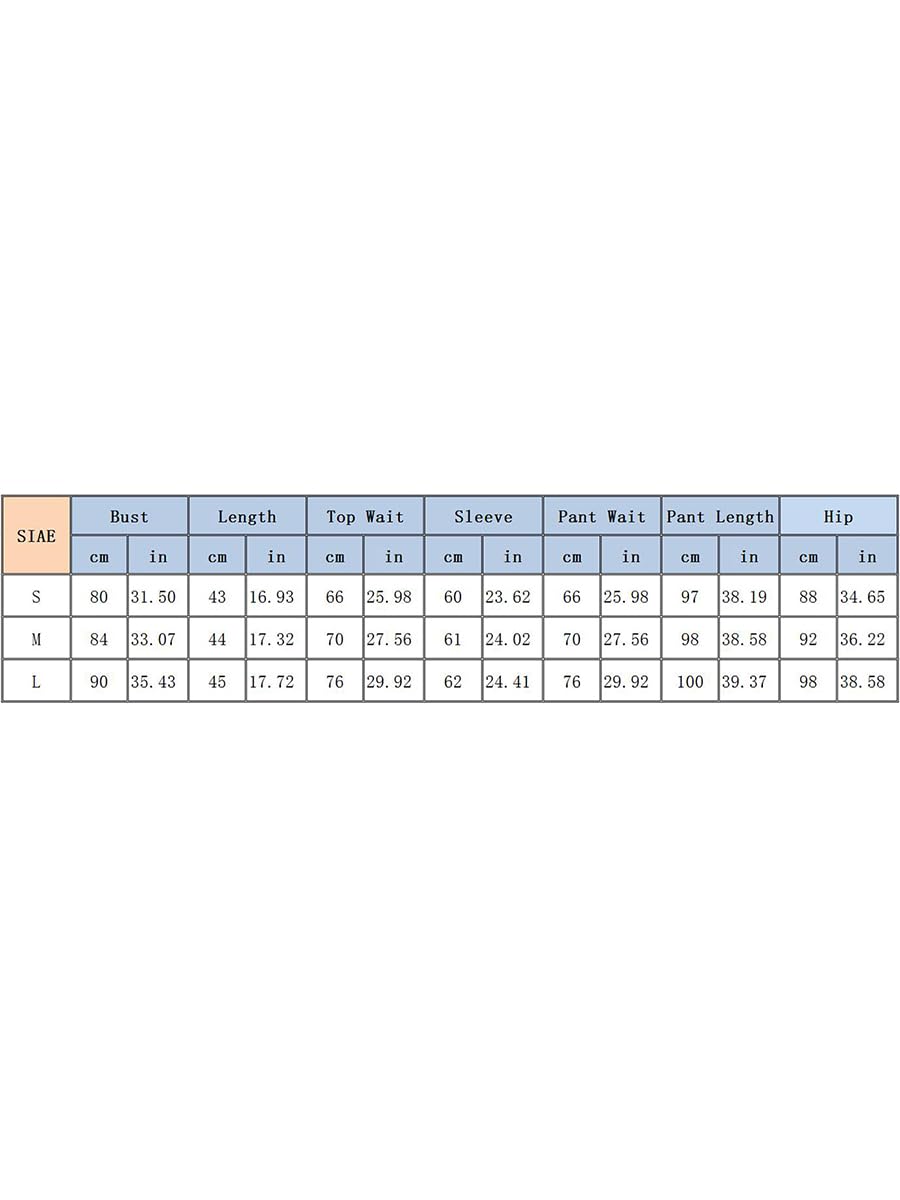 SIAE Bust Length Top Wait Sleeve Pant Wait Pant Length Hip
cm in cm in cm in cm in cm in cm in cm in
S 80 31.50 43 16.93 66 25.98 60 23.62 66 25.98 97 38.19 88 34.65
M 84 33.07 44 17.32 70 27.56 61 24.02 70 27.56 98 38.58 92 36.22
L 90 35.43 45 17.72 76 29.92 62 24.41 76 29.92 100 39.37 98 38.58